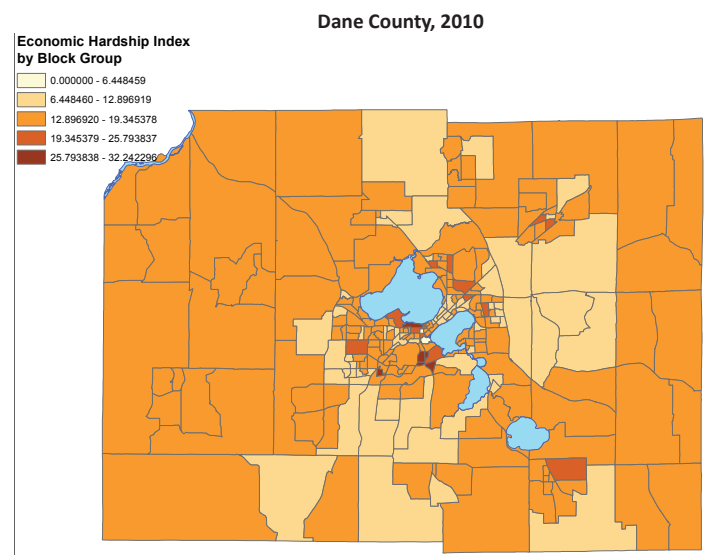 Dane County, 2010
Economic Hardship Index
by Block Group
0.000000 - 6.448459
6.448460 - 12.896919
12.896920 - 19.345378
19.345379 - 25.793837
25.793838 - 32.242296